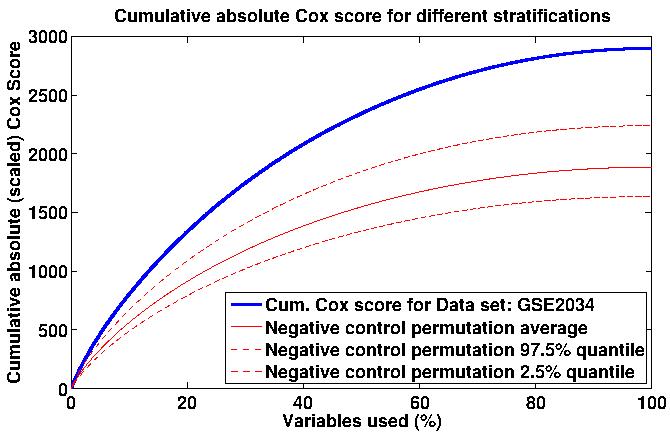 Cumulative absolute Cox score for different stratifications
Cumulative absolute (scaled) Cox Score
3000
2500
2000
1500
1000
500
0
Cum. Cox score for Data set: GSE2034
Negative control permutation average
Negative control permutation 97.5% quantile
Negative control permutation 2.5% quantile
0 20 40 60 80 100
Variables used (%)